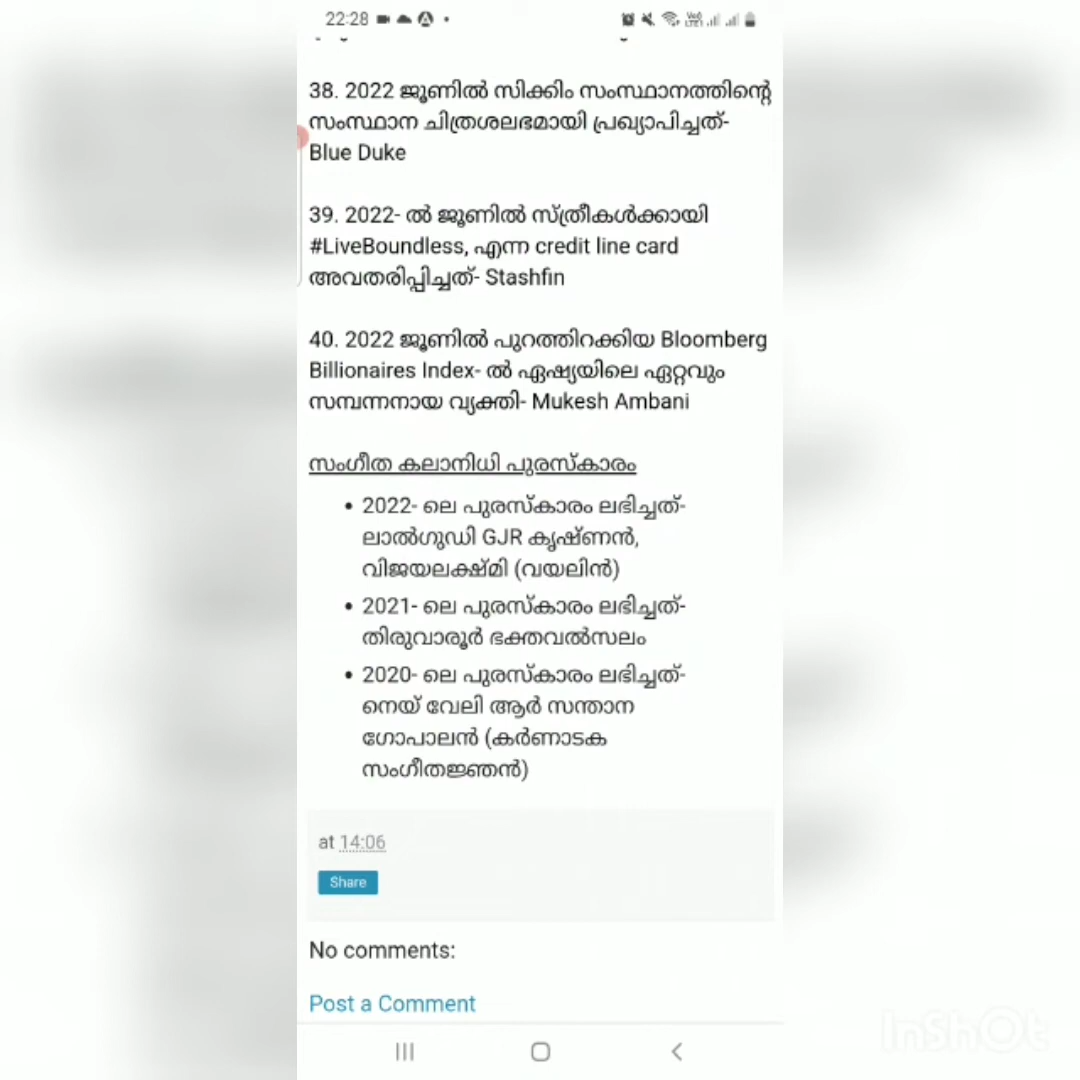 22:28
38. 2022 ജൂണിൽ സിക്കിം സംസ്ഥാനത്തിന്റെ
സംസ്ഥാന ചിത്രശലഭമായി പ്രഖ്യാപിച്ചത്-
Blue Duke
39. 2022- ൽ ജൂണിൽ സ്ത്രീകൾക്കായി
#LiveBoundless, എന്ന credit line card
അവതരിപ്പിച്ചത്- Stashfin
40. 2022 ജൂണിൽ പുറത്തിറക്കിയ Bloomberg
Billionaires Index- ൽ ഏഷ്യയിലെ ഏറ്റവും
സമ്പന്നനായ വ്യക്തി- Mukesh Ambani
സംഗീത കലാനിധി പുരസ്കാരം
• 2022- ലെ പുരസ്കാരം ലഭിച്ചത്-
ലാൽഗുഡി GJR കൃഷ്ണൻ,
വിജയലക്ഷ്മി (വയലിൻ)
• 2021- ലെ പുരസ്കാരം ലഭിച്ചത്-
തിരുവാരൂർ ഭക്തവൽസലം
• 2020- ലെ പുരസ്കാരം ലഭിച്ചത്-
നെയ് വേലി ആർ സന്താന
ഗോപാലൻ (കർണാടക
സംഗീതജ്ഞൻ)
at 14:06
Share
No comments:
Post a Comment
InShOt